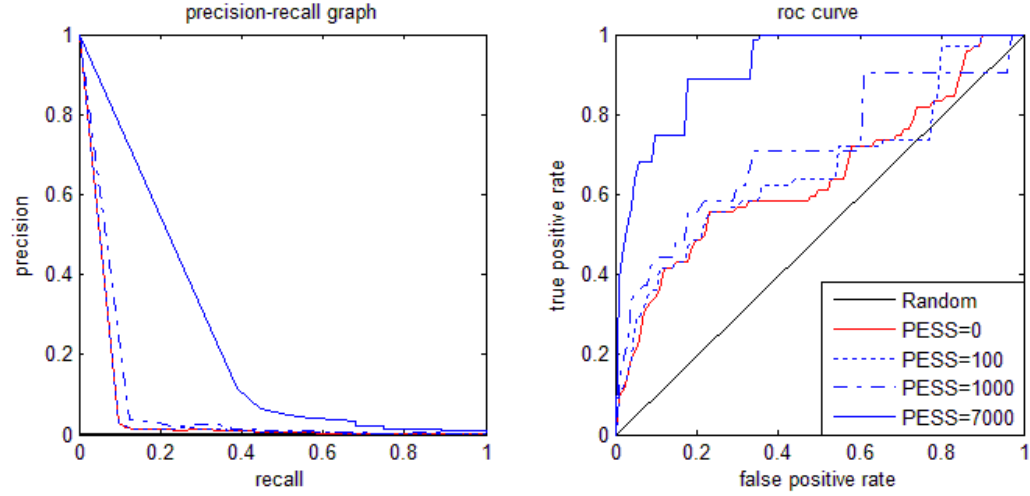 precision-recall graph
1
0.8
0.6
0.4
0.2
0
precision
0 0.2 0.4 0.6 0.8 1
recall
roc curve
1
0.8
0.6
0.4
0.2
0
true positive rate
0 0.2 0.4 0.6 0.8 1
false positive rate
Random
PESS=0
PESS=100
PESS=1000
PESS=7000